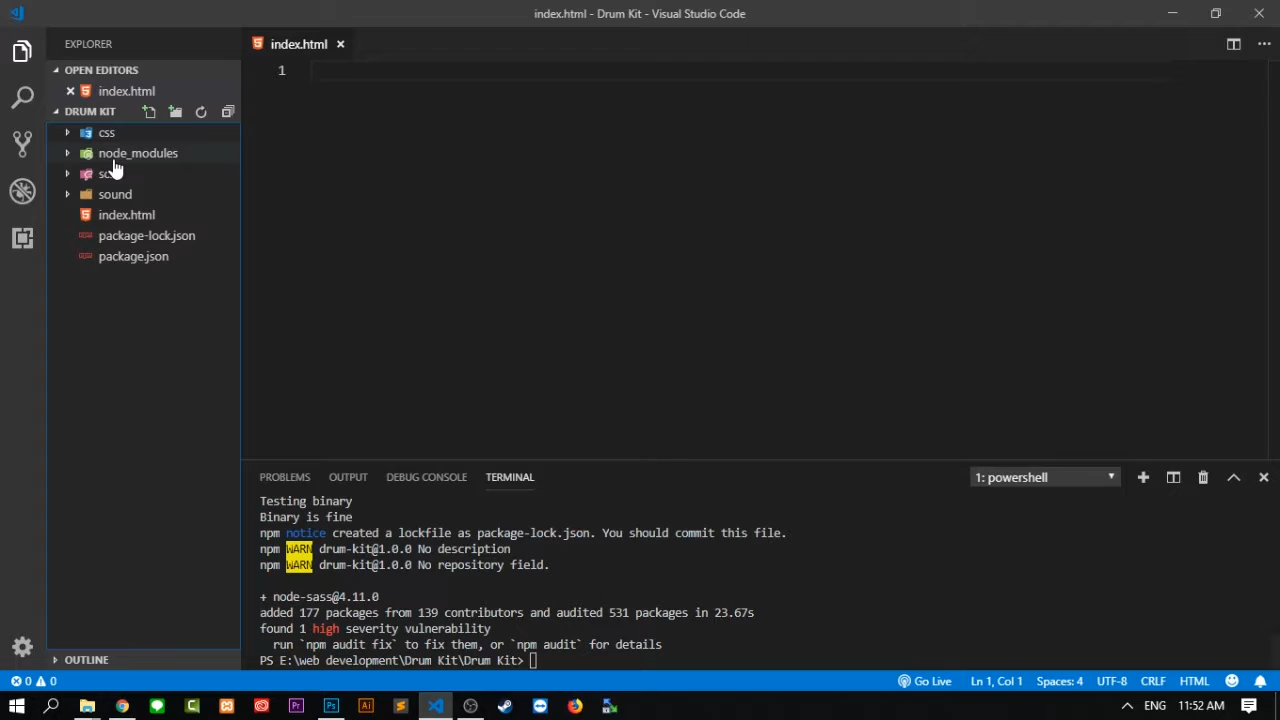 index.html - Drum Kit - Visual Studio Code
EXPLORER
index.html
OPEN EDITORS
index.html
DRUM KIT
1
css
node_modules
sound
index.html
package-lock.json
package.json
PROBLEMS OUTPUT DEBUG CONSOLE TERMINAL 1: powershell
Testing binary
Binary is fine
npm notice created a lockfile as package-lock.json. You should commit this file.
npm WARN drum-kit@1.0.0 No description
npm WARN drum-kit@1.0.0 No repository field.
+ node-sass@4.11.0
added 177 packages from 139 contributors and audited 531 packages in 23.67s
found 1 high severity vulnerability
run `npm audit fix` to fix them, or `npm audit` for details
PS E:\web development\Drum Kit\Drum Kit>
OUTLINE
0 0 Go Live Ln 1, Col 1 Spaces: 4 UTF-8 CRLF HTML
ENG 11:52 AM